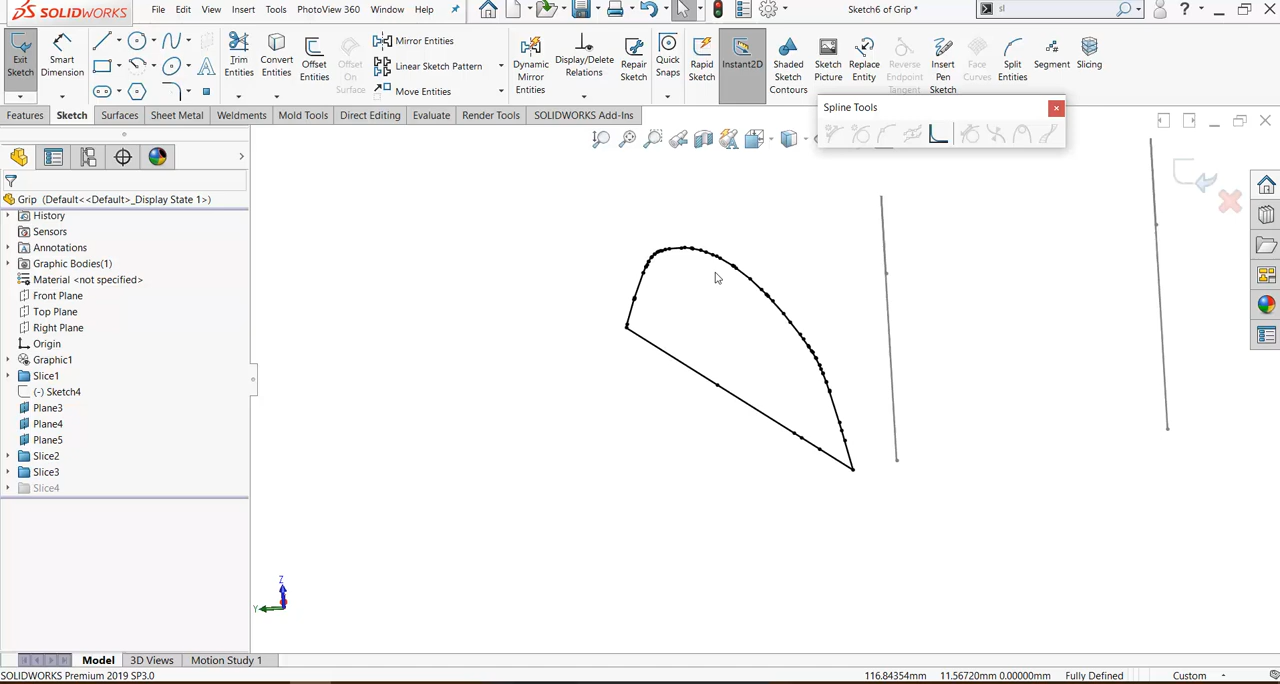 SOLIDWORKS File Edit View Insert Tools PhotoView 360 Window Help Sketch6 of Grip * sl
Exit Sketch
Smart Dimension
Trim Entities
Convert Entities
Offset Entities
Offset On Surface
Mirror Entities
Linear Sketch Pattern
Move Entities
Dynamic Mirror Entities
Display/Delete Relations
Repair Sketch
Quick Snaps
Rapid Sketch
Instant2D
Shaded Sketch Contours
Sketch Picture
Replace Entity
Reverse Endpoint Tangent
Insert Pen Sketch
Face Curves
Split Entities
Segment
Slicing
Spline Tools
Features Sketch Surfaces Sheet Metal Weldments Mold Tools Direct Editing Evaluate Render Tools SOLIDWORKS Add-Ins
Grip (Default<<Default>_Display State 1>)
History
Sensors
Annotations
Graphic Bodies(1)
Material <not specified>
Front Plane
Top Plane
Right Plane
Origin
Graphic1
Slice1
(-) Sketch4
Plane3
Plane4
Plane5
Slice2
Slice3
Slice4
Z
Y
Model 3D Views Motion Study 1
SOLIDWORKS Premium 2019 SP3.0 116.84354mm 11.56720mm 0.00000mm Fully Defined Custom